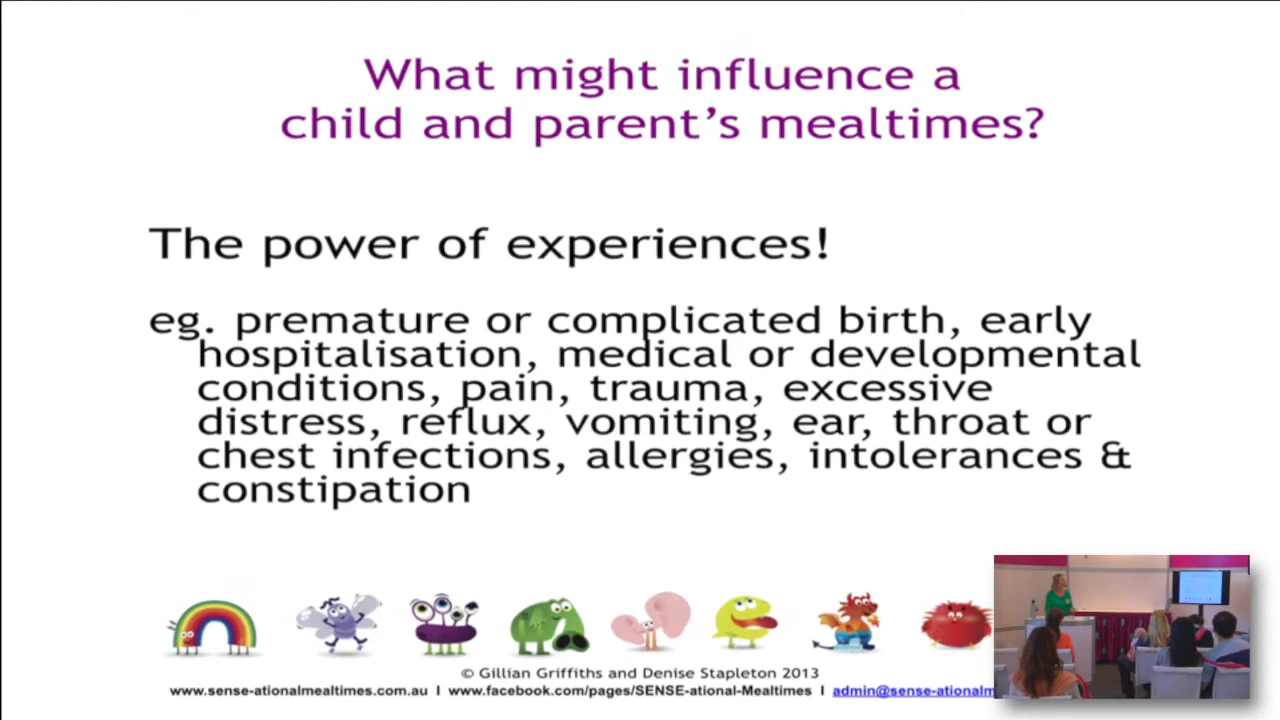 What might influence a
child and parent's mealtimes?
The power of experiences!
eg. premature or complicated birth, early
hospitalisation, medical or developmental
conditions, pain, trauma, excessive
distress, reflux, vomiting, ear, throat or
chest infections, allergies, intolerances &
constipation
© Gillian Griffiths and Denise Stapleton 2013
www.sense-ationalmealtimes.com.au I www.facebook.com/pages/SENSE-ational-Mealtimes I admin@sense-ationalm